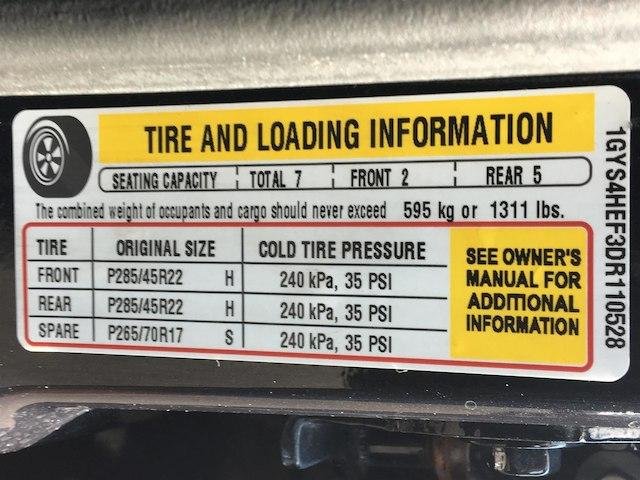 TIRE AND LOADING INFORMATION
SEATING CAPACITY TOTAL 7 FRONT 2 REAR 5
The combined weight of occupants and cargo should never exceed 595 kg or 1311 lbs.
TIRE ORIGINAL SIZE COLD TIRE PRESSURE
FRONT P285/45R22 H 240 kPa, 35 PSI
REAR P285/45R22 H 240 kPa, 35 PSI
SPARE P265/70R17 S 240 kPa, 35 PSI
SEE OWNER'S
MANUAL FOR
ADDITIONAL
INFORMATION
1GYS4HEF3DR110528